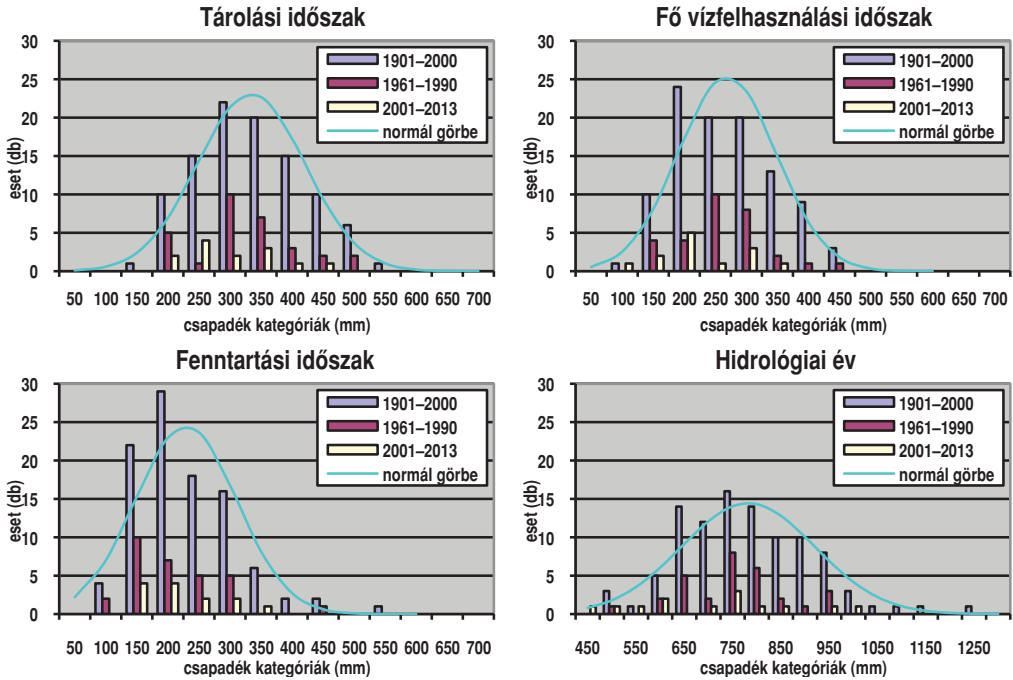 Tárolási időszak
30
25
20
15
10
5
0
eset (db)
1901–2000
1961–1990
2001–2013
normál görbe
50 100 150 200 250 300 350 400 450 500 550 600 650 700
csapadék kategóriák (mm)
Fő vízfelhasználási időszak
30
25
20
15
10
5
0
eset (db)
1901–2000
1961–1990
2001–2013
normál görbe
50 100 150 200 250 300 350 400 450 500 550 600 650 700
csapadék kategóriák (mm)
Fenntartási időszak
30
25
20
15
10
5
0
eset (db)
1901–2000
1961–1990
2001–2013
normál görbe
50 100 150 200 250 300 350 400 450 500 550 600 650 700
csapadék kategóriák (mm)
Hidrológiai év
30
25
20
15
10
5
0
eset (db)
1901–2000
1961–1990
2001–2013
normál görbe
450 550 650 750 850 950 1050 1150 1250
csapadék kategóriák (mm)